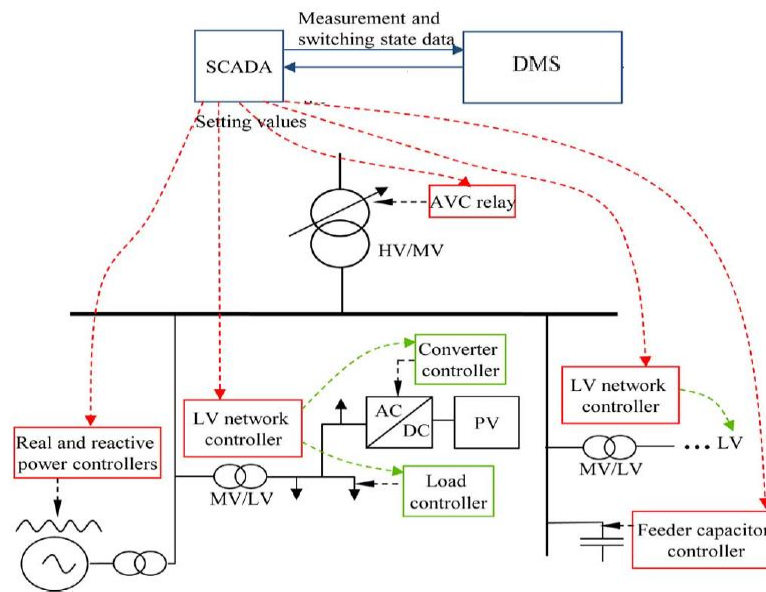 Measurement and
switching state data
SCADA
DMS
Setting values
AVC relay
HV/MV
Converter
controller
LV network
controller
AC
DC
PV
LV network
controller
Real and reactive
power controllers
... LV
MV/LV
MV/LV
Load
controller
Feeder capacitor
controller